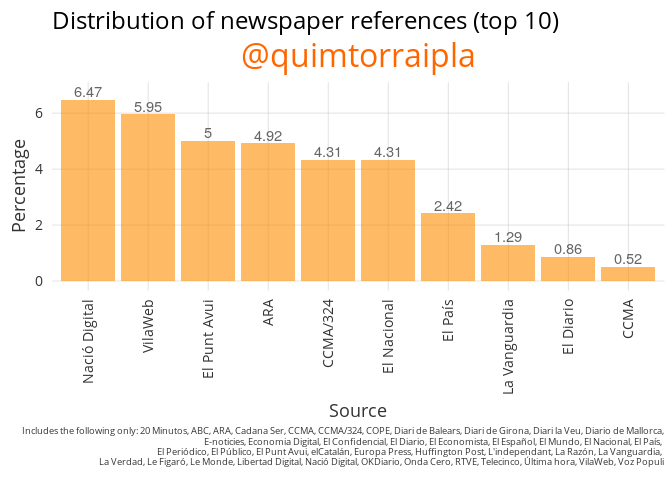 Distribution of newspaper references (top 10)
@quimtorraipla
Percentage
6
4
2
0
6.47
5.95
5
4.92
4.31
4.31
2.42
1.29
0.86
0.52
Nació Digital
VilaWeb
El Punt Avui
ARA
CCMA/324
El Nacional
El País
La Vanguardia
El Diario
CCMA
Source
Includes the following only: 20 Minutos, ABC, ARA, Cadana Ser, CCMA, CCMA/324, COPE, Diari de Balears, Diari de Girona, Diari la Veu, Diario de Mallorca,
E-noticies, Economia Digital, El Confidencial, El Diario, El Economista, El Español, El Mundo, El Nacional, El País,
El Periódico, El Público, El Punt Avui, elCatalán, Europa Press, Huffington Post, L'independant, La Razón, La Vanguardia,
La Verdad, Le Figaró, Le Monde, Libertad Digital, Nació Digital, OKDiario, Onda Cero, RTVE, Telecinco, Última hora, VilaWeb, Voz Populi